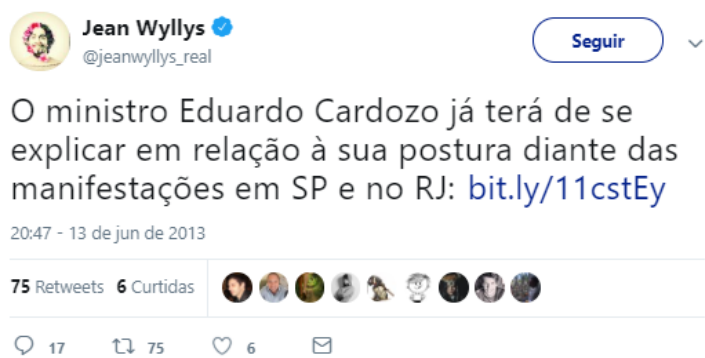 Jean Wyllys
@jeanwyllys_real
Seguir
O ministro Eduardo Cardozo já terá de se
explicar em relação à sua postura diante das
manifestações em SP e no RJ: bit.ly/11cstEy
20:47 - 13 de jun de 2013
75 Retweets 6 Curtidas
17 75 6